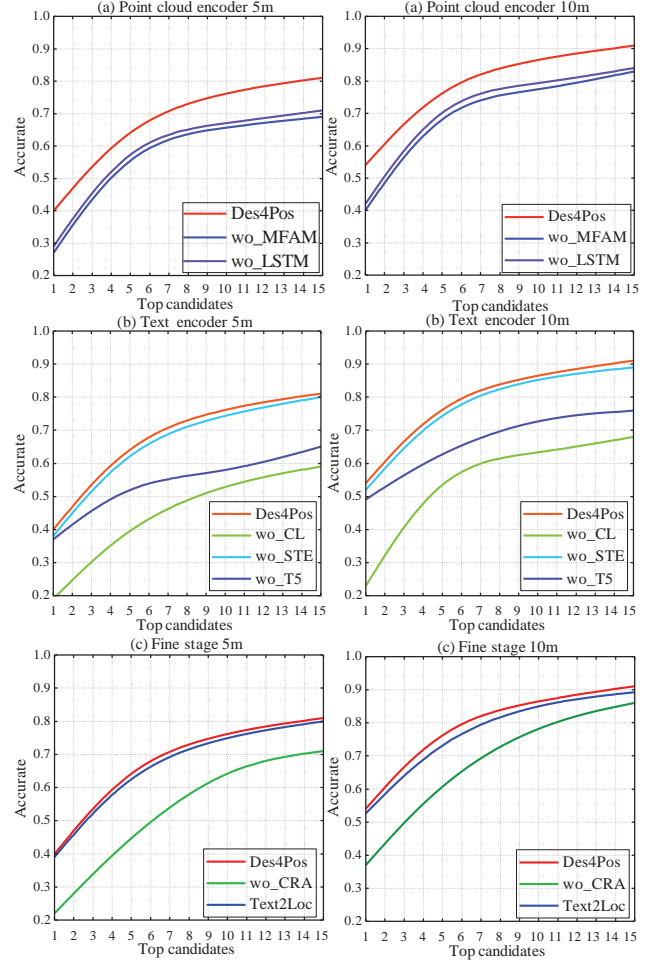 (a) Point cloud encoder 5m
1.0
0.9
0.8
0.7
0.6
0.5
0.4
0.3
0.2
Accurate
Des4Pos
wo_MFAM
wo_LSTM
1 2 3 4 5 6 7 8 9 10 11 12 13 14 15
Top candidates
(a) Point cloud encoder 10m
1.0
0.9
0.8
0.7
0.6
0.5
0.4
0.3
0.2
Accurate
Des4Pos
wo_MFAM
wo_LSTM
1 2 3 4 5 6 7 8 9 10 11 12 13 14 15
Top candidates
(b) Text encoder 5m
1.0
0.9
0.8
0.7
0.6
0.5
0.4
0.3
0.2
Accurate
Des4Pos
wo_CL
wo_STE
wo_T5
1 2 3 4 5 6 7 8 9 10 11 12 13 14 15
Top candidates
(b) Text encoder 10m
1.0
0.9
0.8
0.7
0.6
0.5
0.4
0.3
0.2
Accurate
Des4Pos
wo_CL
wo_STE
wo_T5
1 2 3 4 5 6 7 8 9 10 11 12 13 14 15
Top candidates
(c) Fine stage 5m
1.0
0.9
0.8
0.7
0.6
0.5
0.4
0.3
0.2
Accurate
Des4Pos
wo_CRA
Text2Loc
1 2 3 4 5 6 7 8 9 10 11 12 13 14 15
Top candidates
(c) Fine stage 10m
1.0
0.9
0.8
0.7
0.6
0.5
0.4
0.3
0.2
Accurate
Des4Pos
wo_CRA
Text2Loc
1 2 3 4 5 6 7 8 9 10 11 12 13 14 15
Top candidates